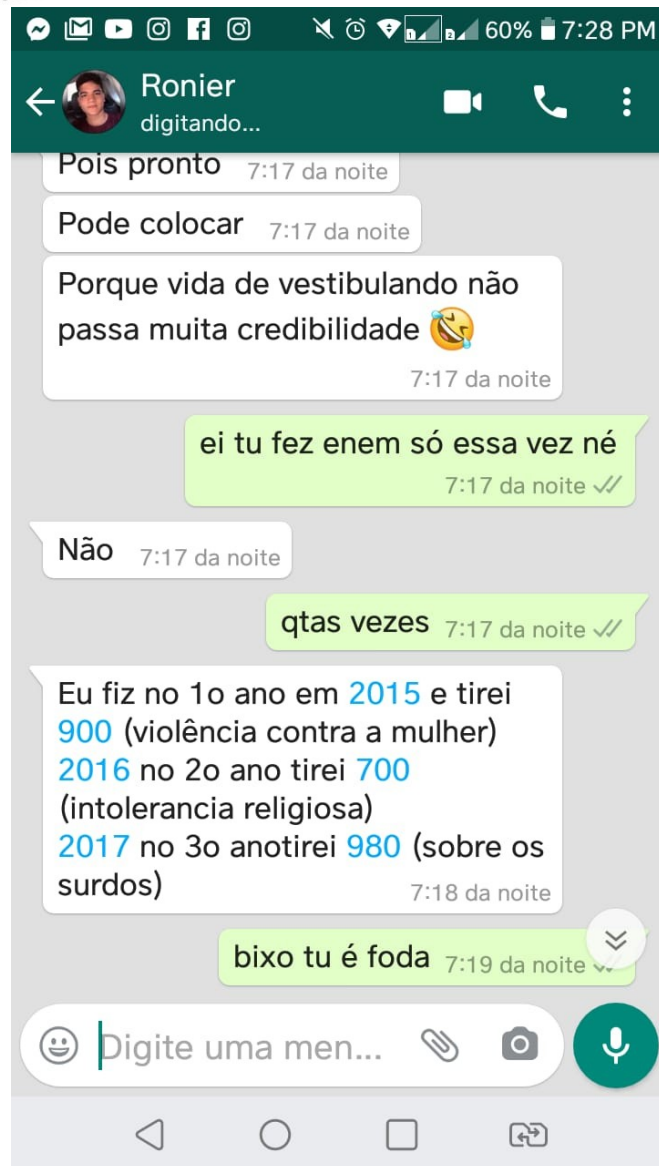 60% 7:28 PM
Ronier
digitando...
Pois pronto 7:17 da noite
Pode colocar 7:17 da noite
Porque vida de vestibulando não
passa muita credibilidade 🤣
7:17 da noite
ei tu fez enem só essa vez né
7:17 da noite
Não 7:17 da noite
qtas vezes 7:17 da noite
Eu fiz no 1o ano em 2015 e tirei
900 (violência contra a mulher)
2016 no 2o ano tirei 700
(intolerancia religiosa)
2017 no 3o anotirei 980 (sobre os
surdos) 7:18 da noite
bixo tu é foda 7:19 da noite
Digite uma men...